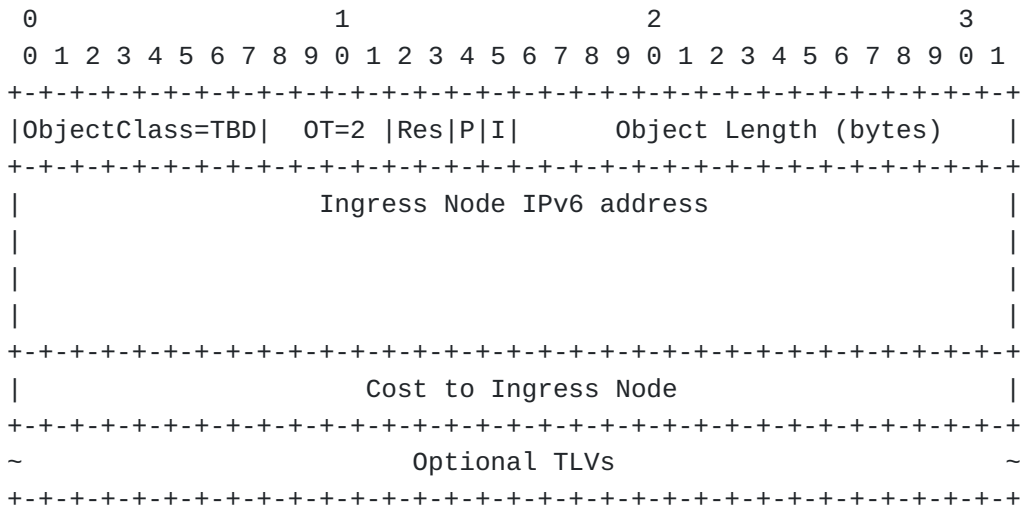 0                   1                   2                   3
 0 1 2 3 4 5 6 7 8 9 0 1 2 3 4 5 6 7 8 9 0 1 2 3 4 5 6 7 8 9 0 1
+-+-+-+-+-+-+-+-+-+-+-+-+-+-+-+-+-+-+-+-+-+-+-+-+-+-+-+-+-+-+-+-+
|ObjectClass=TBD|  OT=2 |Res|P|I|      Object Length (bytes)    |
+-+-+-+-+-+-+-+-+-+-+-+-+-+-+-+-+-+-+-+-+-+-+-+-+-+-+-+-+-+-+-+-+
|                   Ingress Node IPv6 address                   |
|                                                               |
|                                                               |
|                                                               |
+-+-+-+-+-+-+-+-+-+-+-+-+-+-+-+-+-+-+-+-+-+-+-+-+-+-+-+-+-+-+-+-+
|                      Cost to Ingress Node                     |
+-+-+-+-+-+-+-+-+-+-+-+-+-+-+-+-+-+-+-+-+-+-+-+-+-+-+-+-+-+-+-+-+
~                         Optional TLVs                         ~
+-+-+-+-+-+-+-+-+-+-+-+-+-+-+-+-+-+-+-+-+-+-+-+-+-+-+-+-+-+-+-+-+